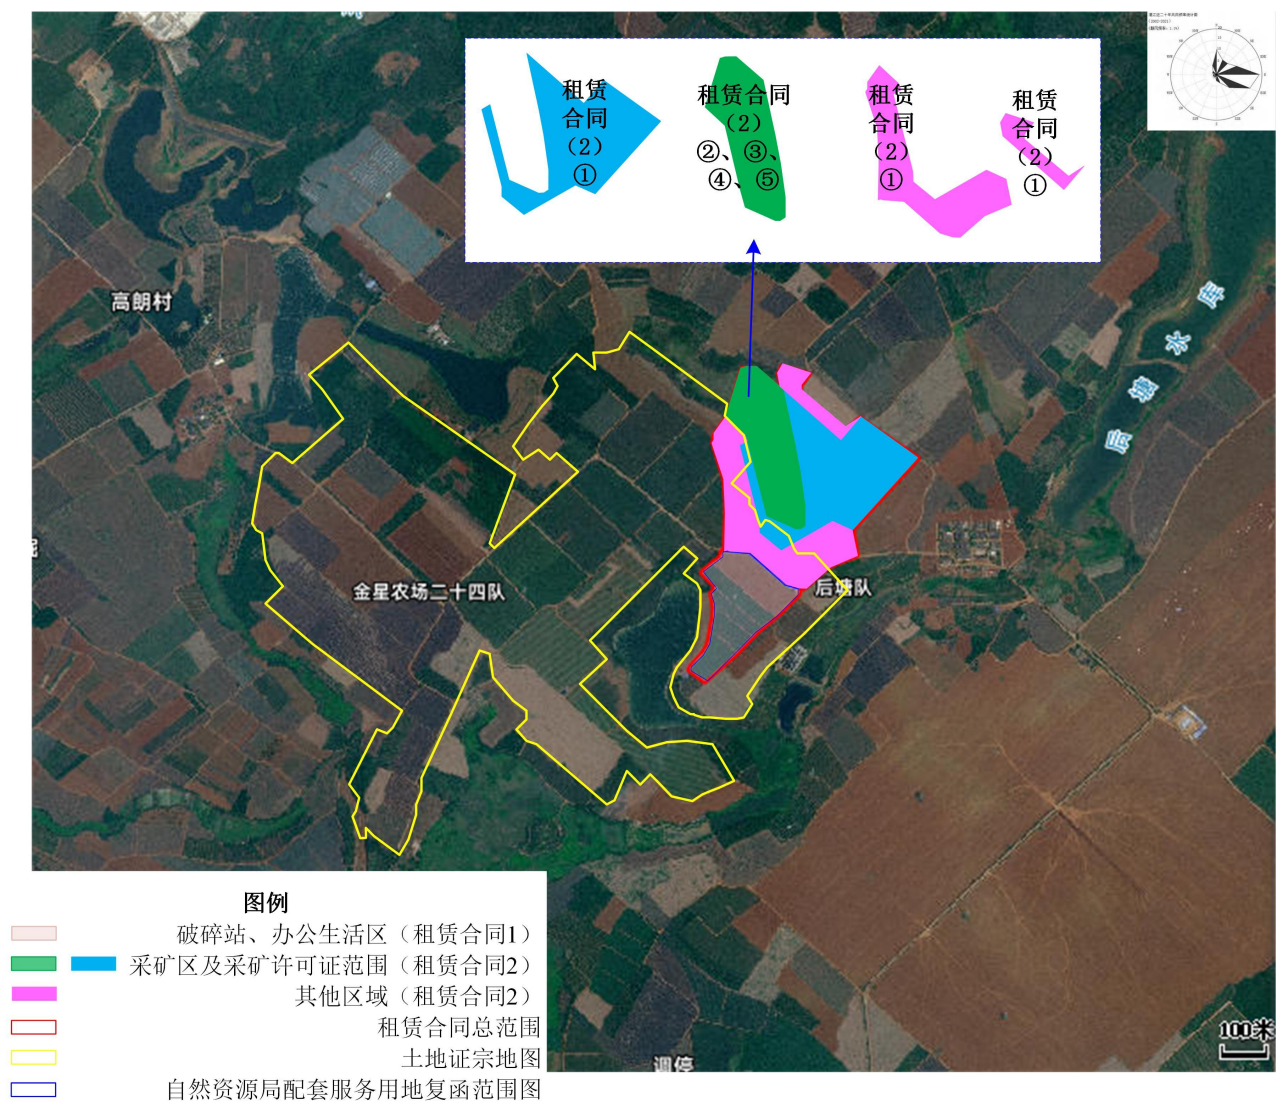 租赁
合同
（2）
①
租赁合同
（2）
②、③、
④、⑤
租赁
合同
（2）
①
租赁
合同
（2）
①
高朗村
库
水
塘
后
金星农场二十四队
后塘队
调停
100米
图例
破碎站、办公生活区（租赁合同1）
采矿区及采矿许可证范围（租赁合同2）
其他区域（租赁合同2）
租赁合同总范围
土地证宗地图
自然资源局配套服务用地复函范围图